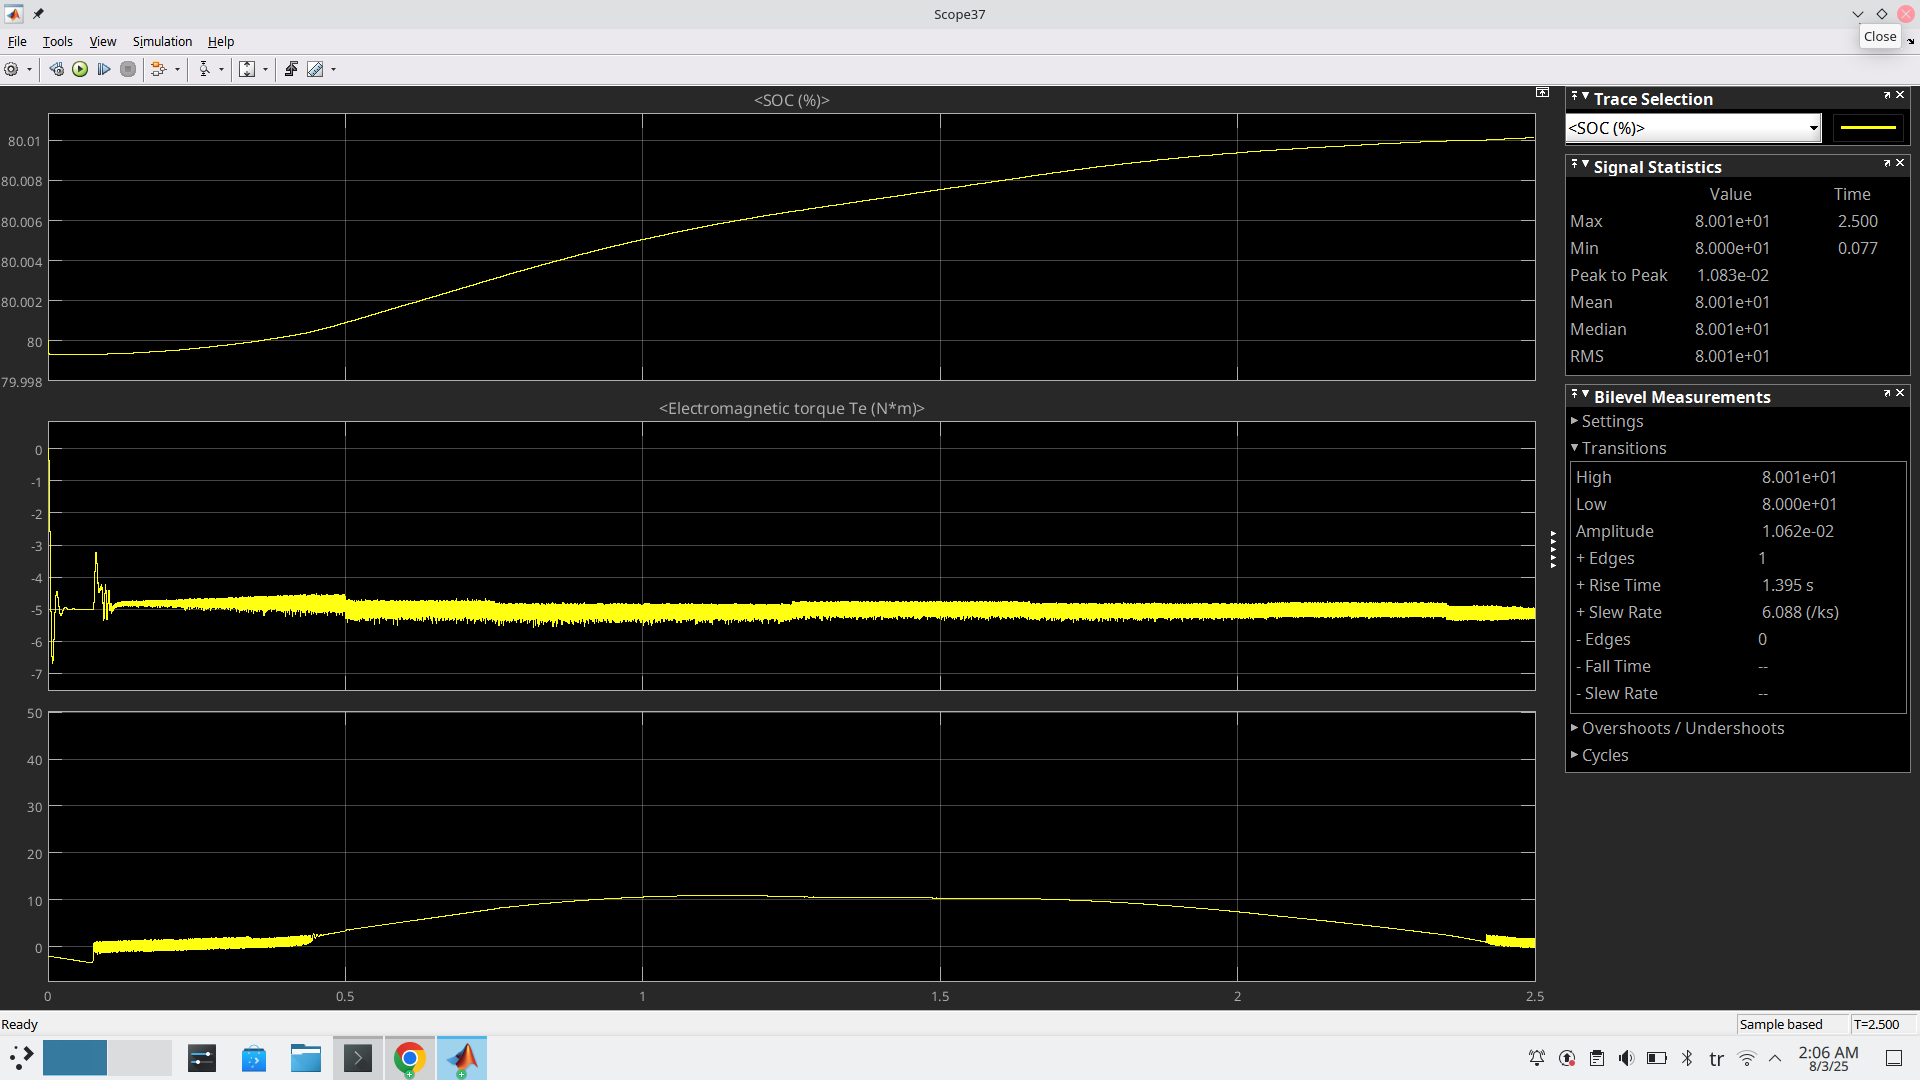 Scope37
File Tools View Simulation Help
Close
<SOC (%)>
80.01
80.008
80.006
80.004
80.002
80
79.998
<Electromagnetic torque Te (N*m)>
0
-1
-2
-3
-4
-5
-6
-7
50
40
30
20
10
0
0 0.5 1 1.5 2 2.5
Trace Selection
<SOC (%)>
Signal Statistics
Value Time
Max 8.001e+01 2.500
Min 8.000e+01 0.077
Peak to Peak 1.083e-02
Mean 8.001e+01
Median 8.001e+01
RMS 8.001e+01
Bilevel Measurements
Settings
Transitions
High 8.001e+01
Low 8.000e+01
Amplitude 1.062e-02
+ Edges 1
+ Rise Time 1.395 s
+ Slew Rate 6.088 (/ks)
- Edges 0
- Fall Time --
- Slew Rate --
Overshoots / Undershoots
Cycles
Ready
Sample based T=2.500
tr
2:06 AM
8/3/25